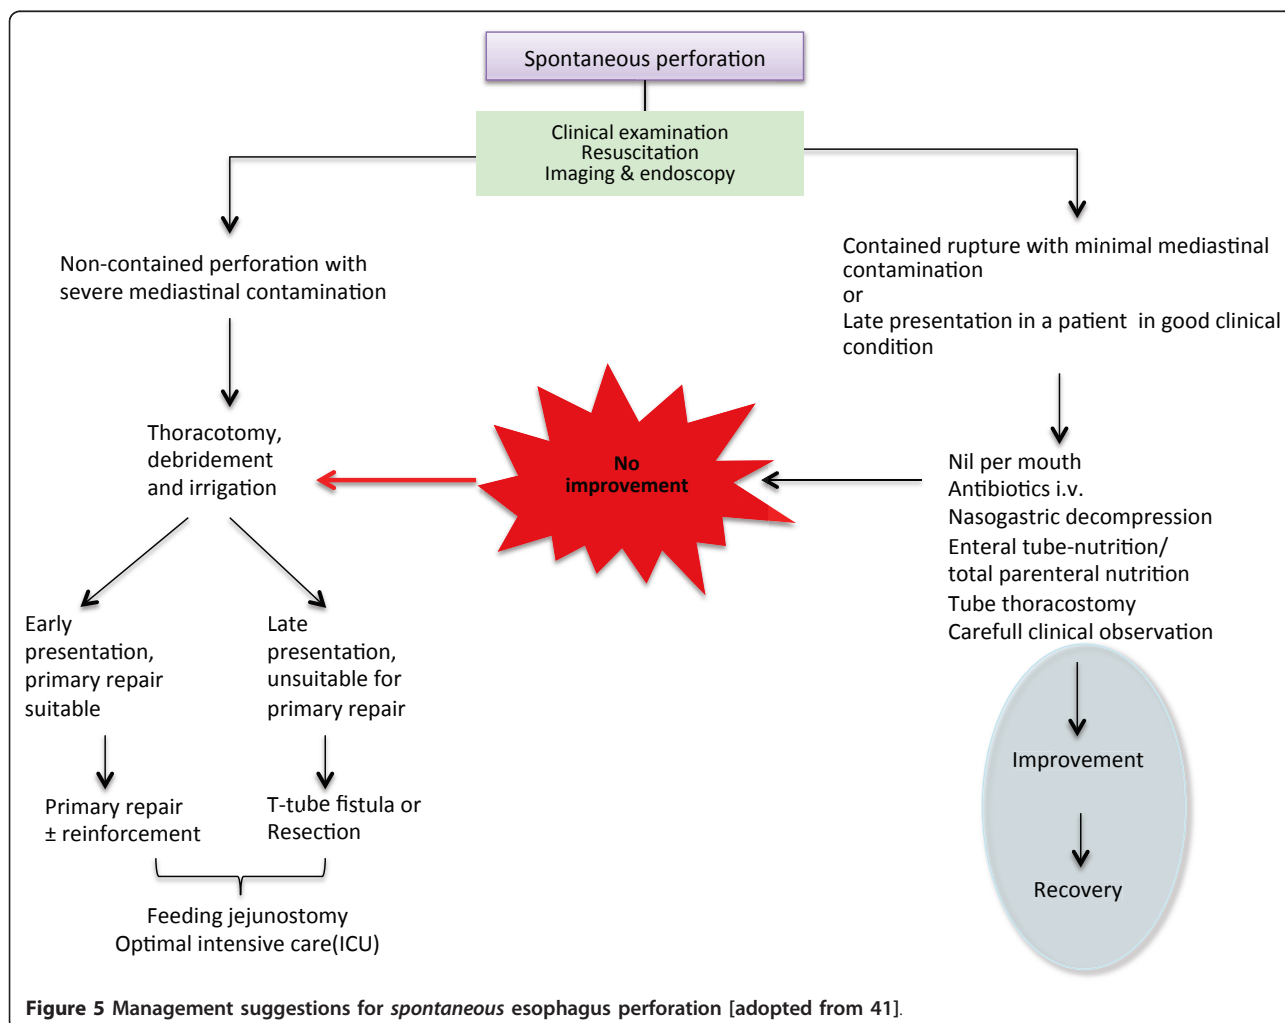 Spontaneous perforation
Clinical examination
Resuscitation
Imaging & endoscopy
Non-contained perforation with
severe mediastinal contamination
Contained rupture with minimal mediastinal
contamination
or
Late presentation in a patient in good clinical
condition
Thoracotomy,
debridement
and irrigation
No
improvement
Nil per mouth
Antibiotics i.v.
Nasogastric decompression
Enteral tube-nutrition/
total parenteral nutrition
Tube thoracostomy
Carefull clinical observation
Early
presentation,
primary repair
suitable
Late
presentation,
unsuitable for
primary repair
Improvement
Primary repair
± reinforcement
T-tube fistula or
Resection
Recovery
Feeding jejunostomy
Optimal intensive care(ICU)
Figure 5 Management suggestions for spontaneous esophagus perforation [adopted from 41].